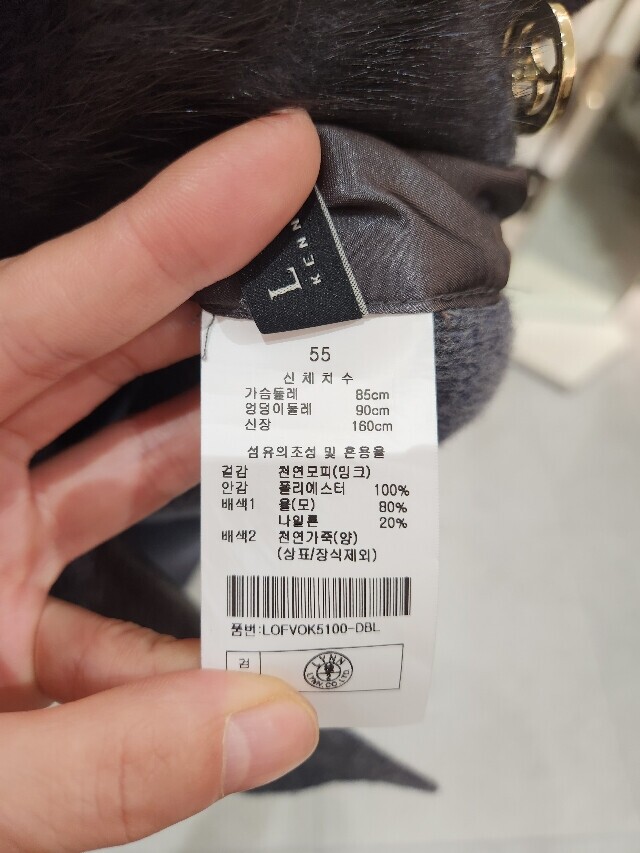 L
KENN
55
신체치수
가슴둘레 85cm
엉덩이둘레 90cm
신장 160cm
섬유의조성 및 혼용율
겉감 천연모피(밍크)
안감 폴리에스터 100%
배색1 울(모) 80%
나일론 20%
배색2 천연가죽(양)
(상표/장식제외)
품번:LOFVOK5100-DBL
검
LYNN
LYNN.CO.LTD